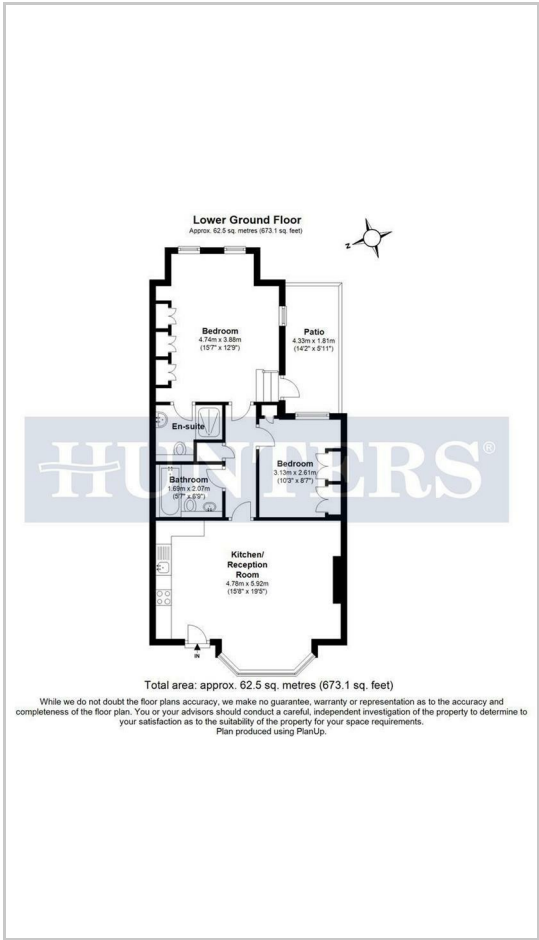 Lower Ground Floor
Approx. 62.5 sq. metres (673.1 sq. feet)
N
Bedroom
4.74m x 3.88m
(15'7" x 12'9")
Patio
4.33m x 1.81m
(14'2" x 5'11")
En-suite
HUNTERS®
Bedroom
3.13m x 2.61m
(10'3" x 8'7")
Bathroom
1.69m x 2.07m
(5'7" x 6'9")
Kitchen/
Reception
Room
4.78m x 5.92m
(15'8" x 19'5")
IN
Total area: approx. 62.5 sq. metres (673.1 sq. feet)
While we do not doubt the floor plans accuracy, we make no guarantee, warranty or representation as to the accuracy and
completeness of the floor plan. You or your advisors should conduct a careful, independent investigation of the property to determine to
your satisfaction as to the suitability of the property for your space requirements.
Plan produced using PlanUp.